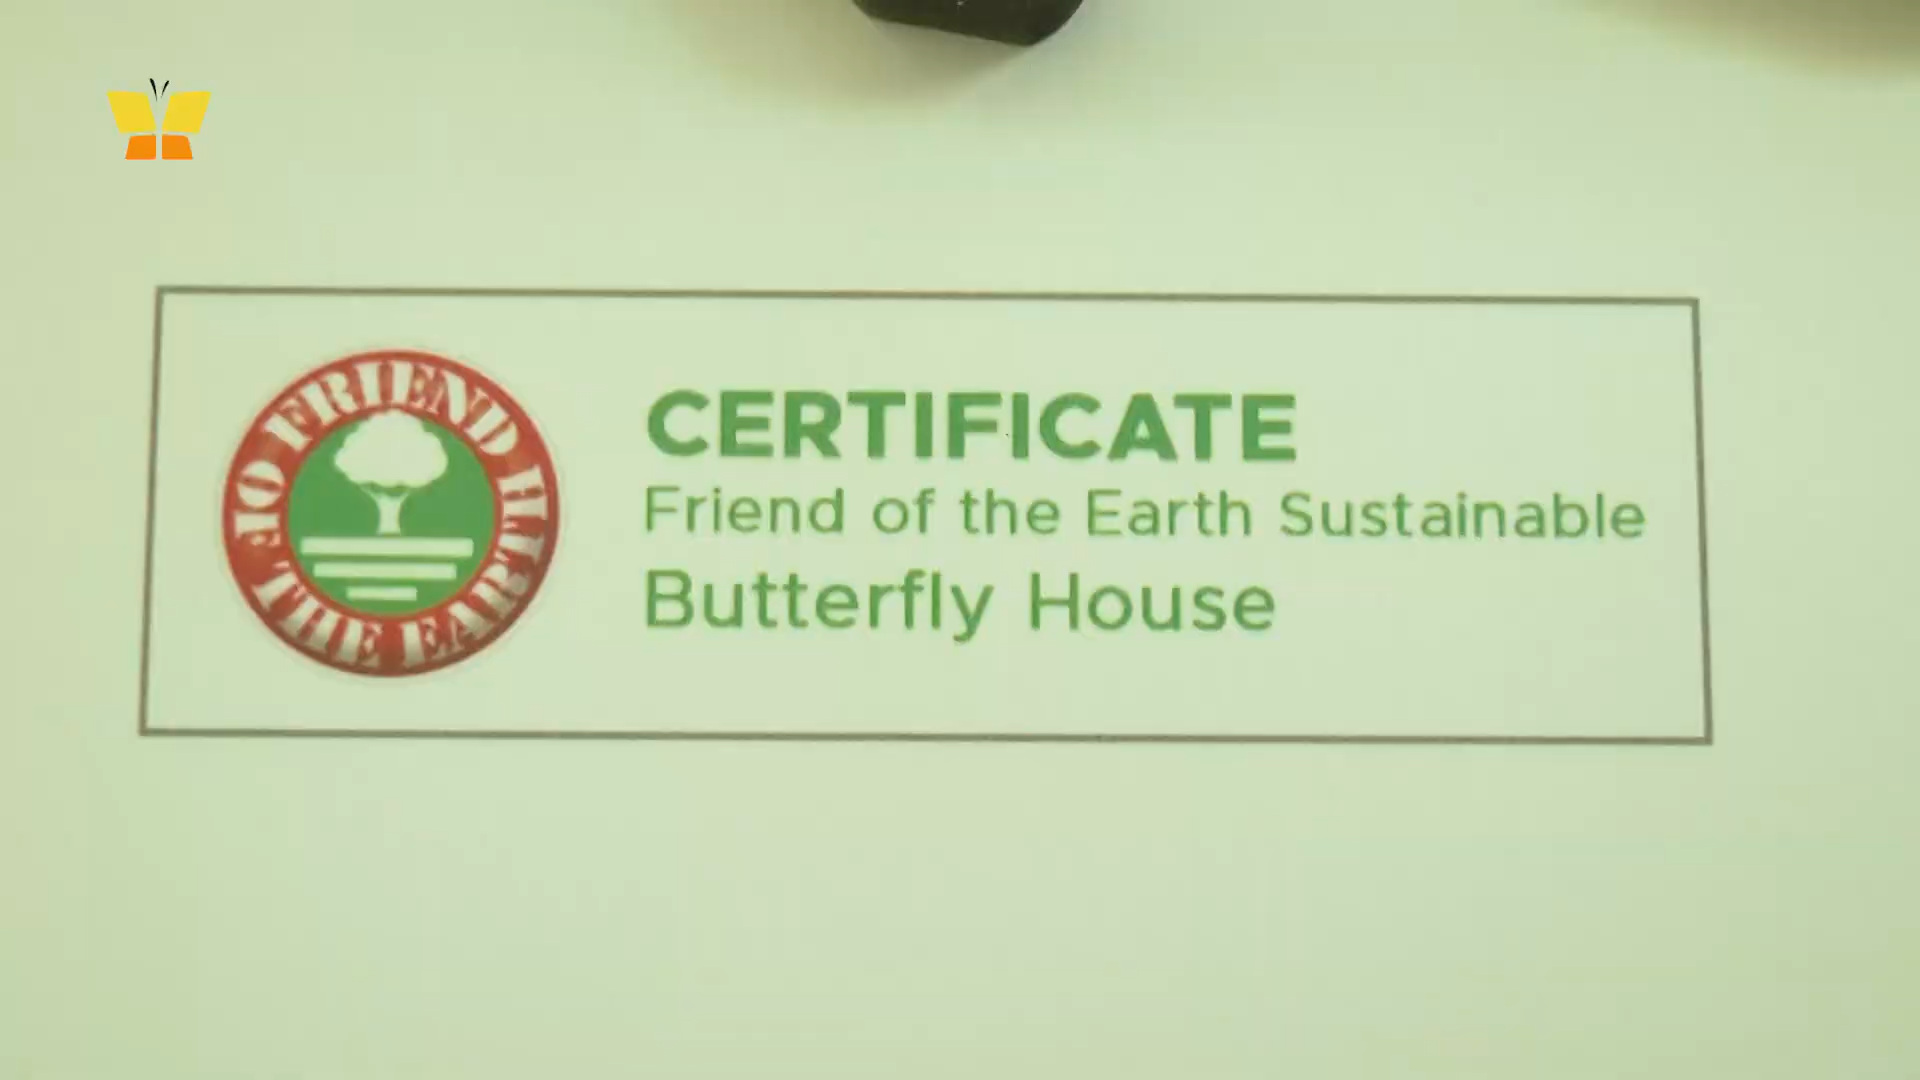 FRIEND OF THE EARTH
CERTIFICATE
Friend of the Earth Sustainable
Butterfly House